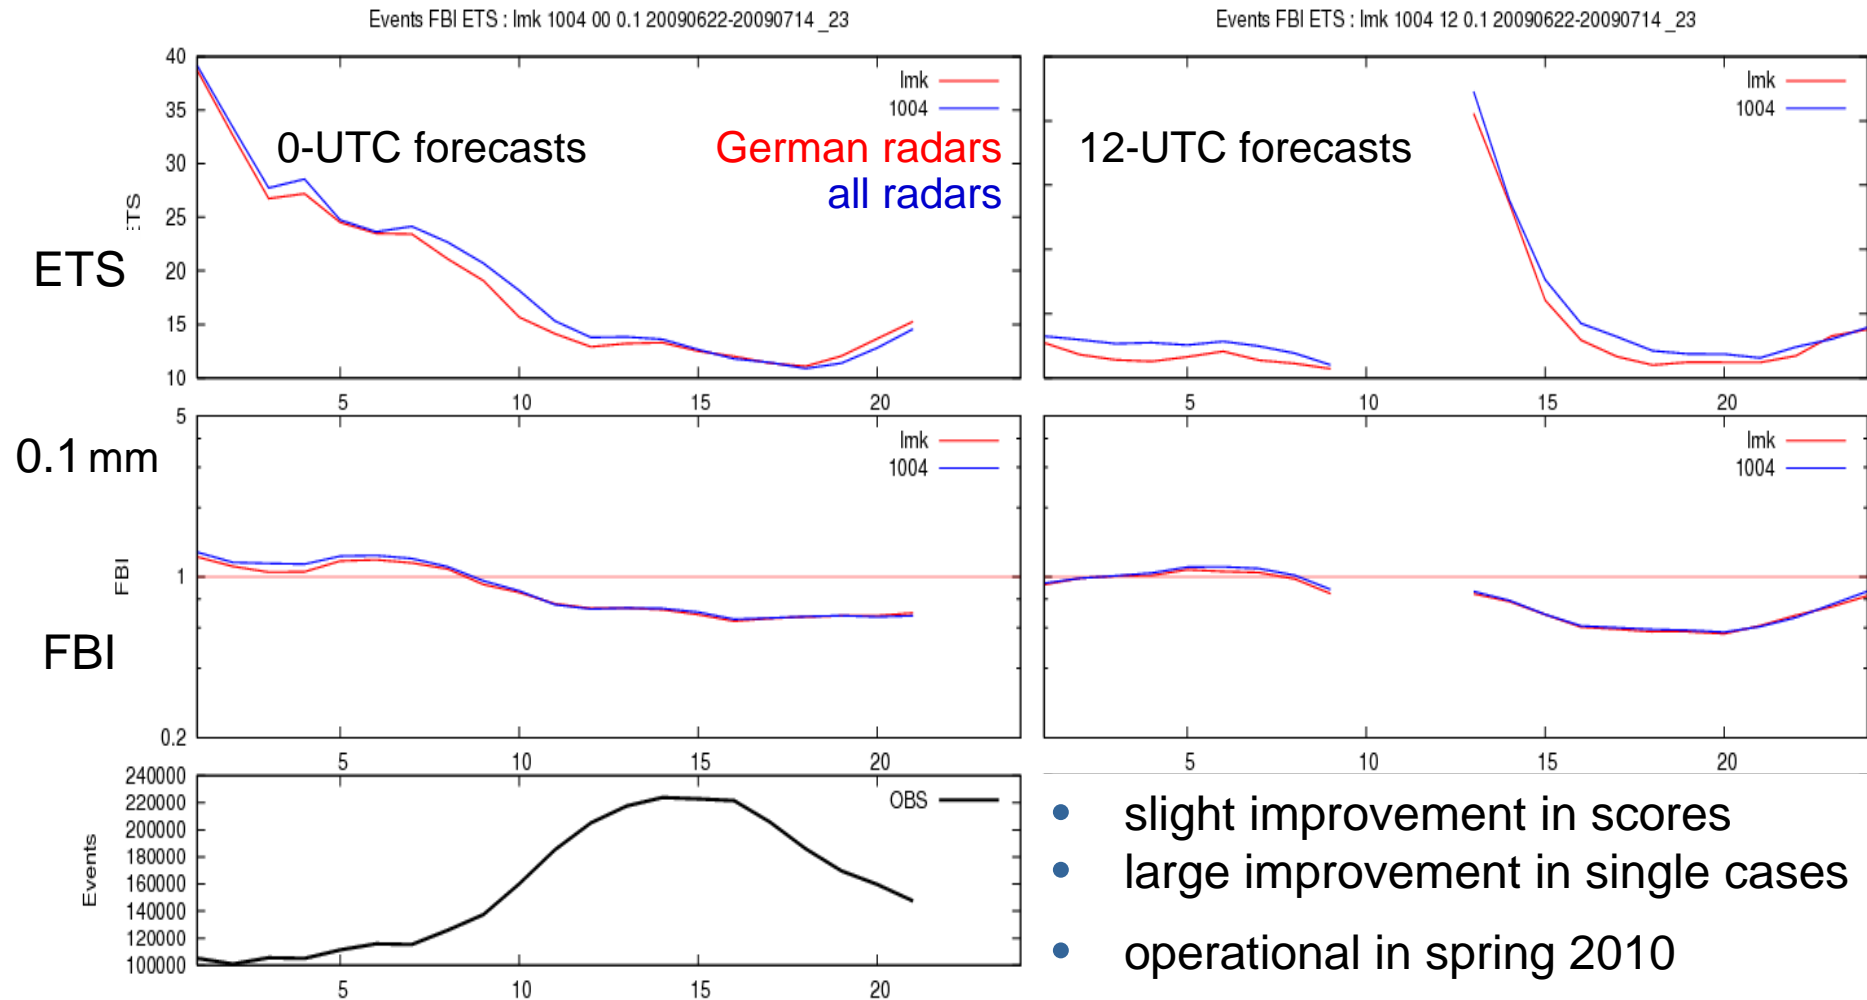 Events FBI ETS : lmk 1004 00 0.1 20090622-20090714 _23
Events FBI ETS : lmk 1004 12 0.1 20090622-20090714 _23
40
35
30
25
20
15
10
ETS
ETS
lmk
1004
0-UTC forecasts
German radars
all radars
5 10 15 20
lmk
1004
12-UTC forecasts
5 10 15 20
0.1 mm
FBI
5
1
0.2
FBI
lmk
1004
5 10 15 20
lmk
1004
5 10 15 20
240000
220000
200000
180000
160000
140000
120000
100000
Events
OBS
5 10 15 20
• slight improvement in scores
• large improvement in single cases
• operational in spring 2010